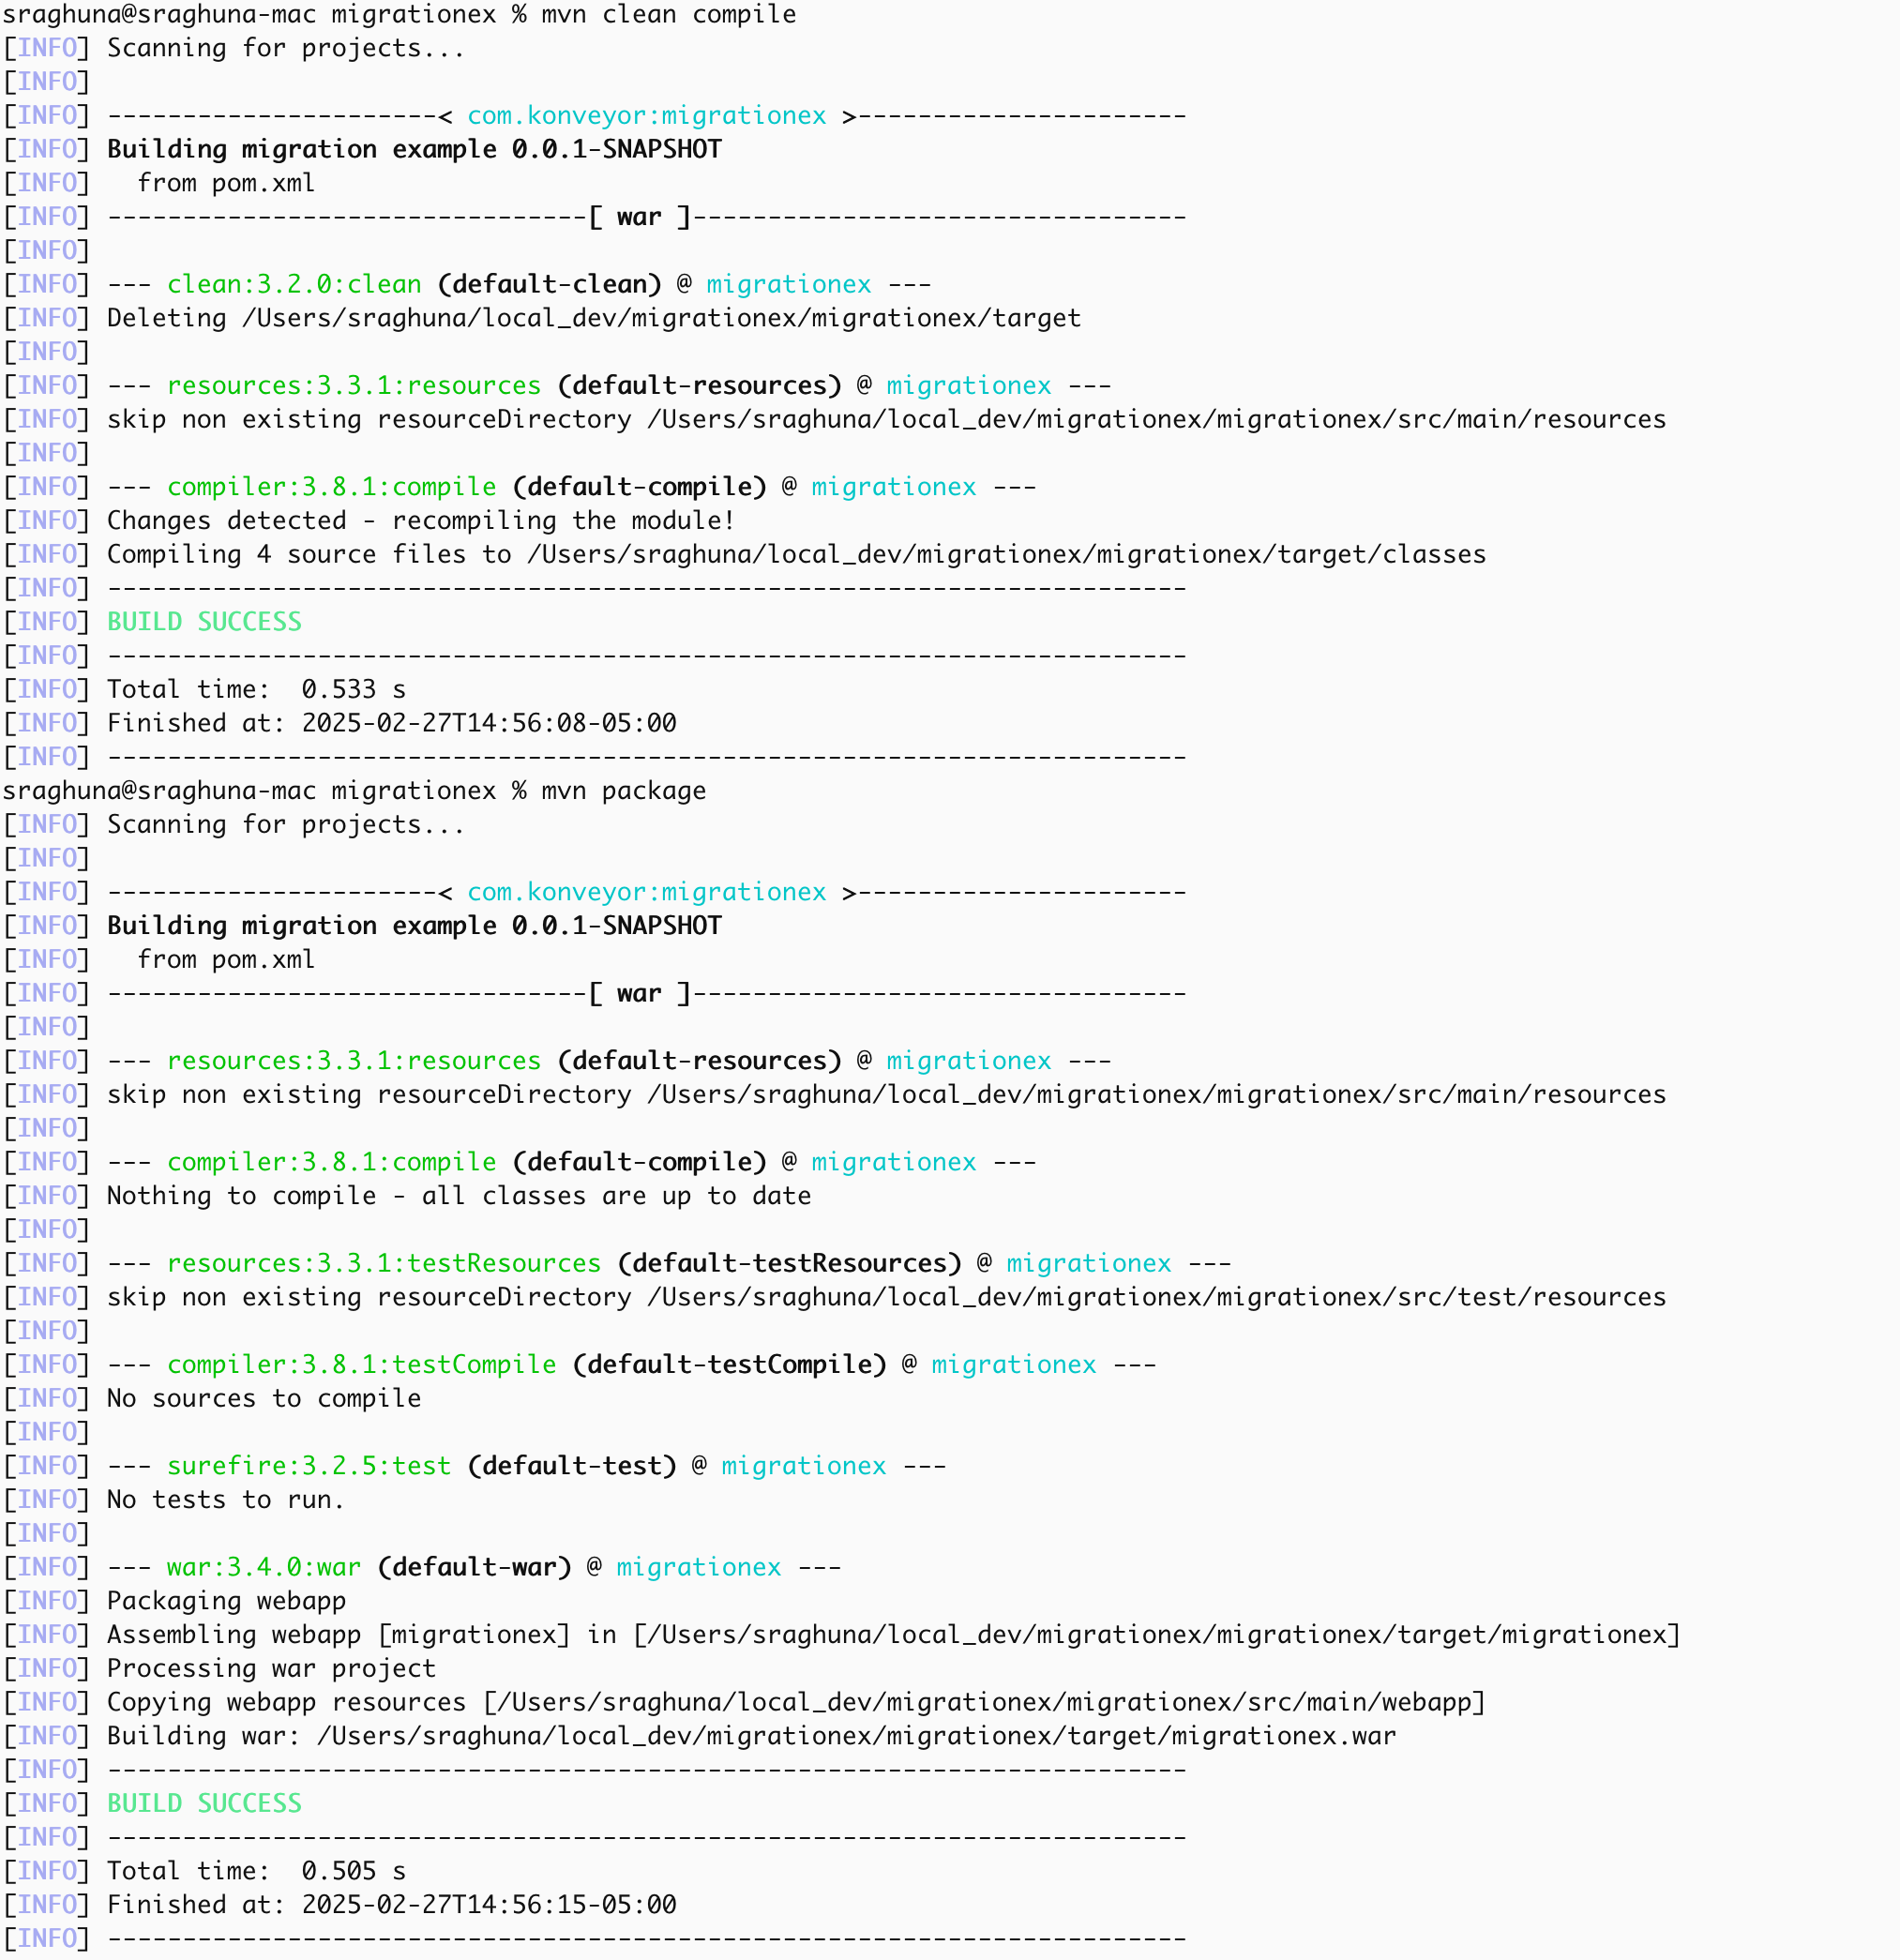 sraghuna@sraghuna-mac migrationex % mvn clean compile
[INFO] Scanning for projects...
[INFO]
[INFO] ----------------------< com.konveyor:migrationex >----------------------
[INFO] Building migration example 0.0.1-SNAPSHOT
[INFO]   from pom.xml
[INFO] --------------------------------[ war ]---------------------------------
[INFO]
[INFO] --- clean:3.2.0:clean (default-clean) @ migrationex ---
[INFO] Deleting /Users/sraghuna/local_dev/migrationex/migrationex/target
[INFO]
[INFO] --- resources:3.3.1:resources (default-resources) @ migrationex ---
[INFO] skip non existing resourceDirectory /Users/sraghuna/local_dev/migrationex/migrationex/src/main/resources
[INFO]
[INFO] --- compiler:3.8.1:compile (default-compile) @ migrationex ---
[INFO] Changes detected - recompiling the module!
[INFO] Compiling 4 source files to /Users/sraghuna/local_dev/migrationex/migrationex/target/classes
[INFO] ------------------------------------------------------------------------
[INFO] BUILD SUCCESS
[INFO] ------------------------------------------------------------------------
[INFO] Total time:  0.533 s
[INFO] Finished at: 2025-02-27T14:56:08-05:00
[INFO] ------------------------------------------------------------------------
sraghuna@sraghuna-mac migrationex % mvn package
[INFO] Scanning for projects...
[INFO]
[INFO] ----------------------< com.konveyor:migrationex >----------------------
[INFO] Building migration example 0.0.1-SNAPSHOT
[INFO]   from pom.xml
[INFO] --------------------------------[ war ]---------------------------------
[INFO]
[INFO] --- resources:3.3.1:resources (default-resources) @ migrationex ---
[INFO] skip non existing resourceDirectory /Users/sraghuna/local_dev/migrationex/migrationex/src/main/resources
[INFO]
[INFO] --- compiler:3.8.1:compile (default-compile) @ migrationex ---
[INFO] Nothing to compile - all classes are up to date
[INFO]
[INFO] --- resources:3.3.1:testResources (default-testResources) @ migrationex ---
[INFO] skip non existing resourceDirectory /Users/sraghuna/local_dev/migrationex/migrationex/src/test/resources
[INFO]
[INFO] --- compiler:3.8.1:testCompile (default-testCompile) @ migrationex ---
[INFO] No sources to compile
[INFO]
[INFO] --- surefire:3.2.5:test (default-test) @ migrationex ---
[INFO] No tests to run.
[INFO]
[INFO] --- war:3.4.0:war (default-war) @ migrationex ---
[INFO] Packaging webapp
[INFO] Assembling webapp [migrationex] in [/Users/sraghuna/local_dev/migrationex/migrationex/target/migrationex]
[INFO] Processing war project
[INFO] Copying webapp resources [/Users/sraghuna/local_dev/migrationex/migrationex/src/main/webapp]
[INFO] Building war: /Users/sraghuna/local_dev/migrationex/migrationex/target/migrationex.war
[INFO] ------------------------------------------------------------------------
[INFO] BUILD SUCCESS
[INFO] ------------------------------------------------------------------------
[INFO] Total time:  0.505 s
[INFO] Finished at: 2025-02-27T14:56:15-05:00
[INFO] ------------------------------------------------------------------------